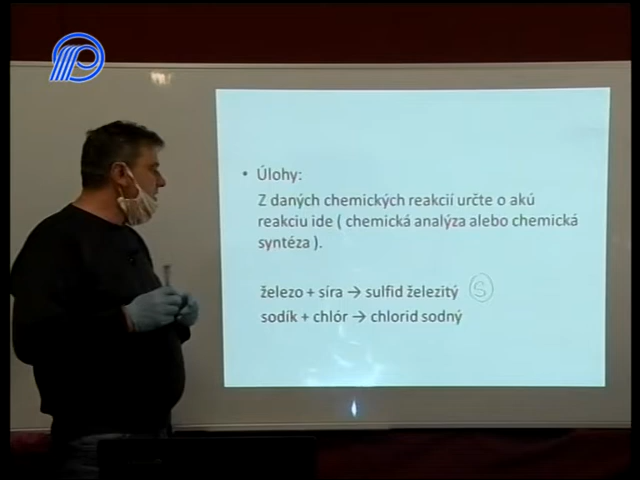 • Úlohy:
Z daných chemických reakcií určte o akú
reakciu ide ( chemická analýza alebo chemická
syntéza ).
železo + síra → sulfid železitý Ⓢ
sodík + chlór → chlorid sodný